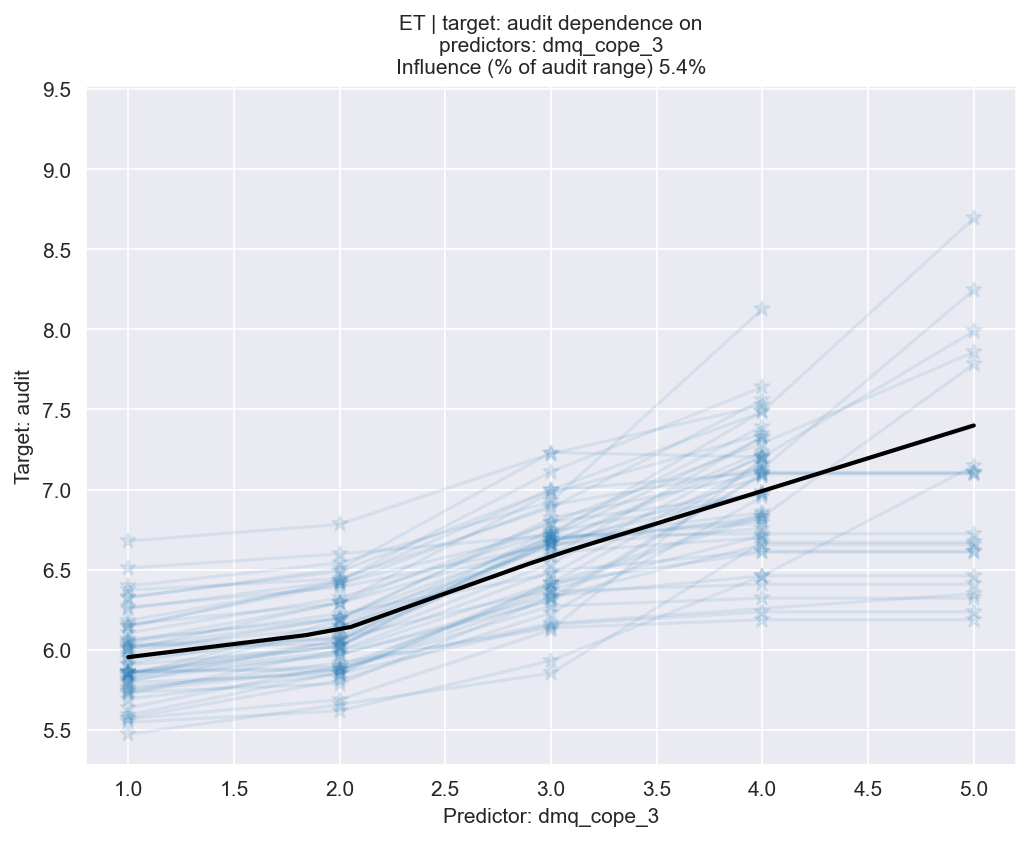 ET | target: audit dependence on
predictors: dmq_cope_3
Influence (% of audit range) 5.4%
9.5
9.0
8.5
8.0
7.5
7.0
6.5
6.0
5.5
Target: audit
1.0 1.5 2.0 2.5 3.0 3.5 4.0 4.5 5.0
Predictor: dmq_cope_3